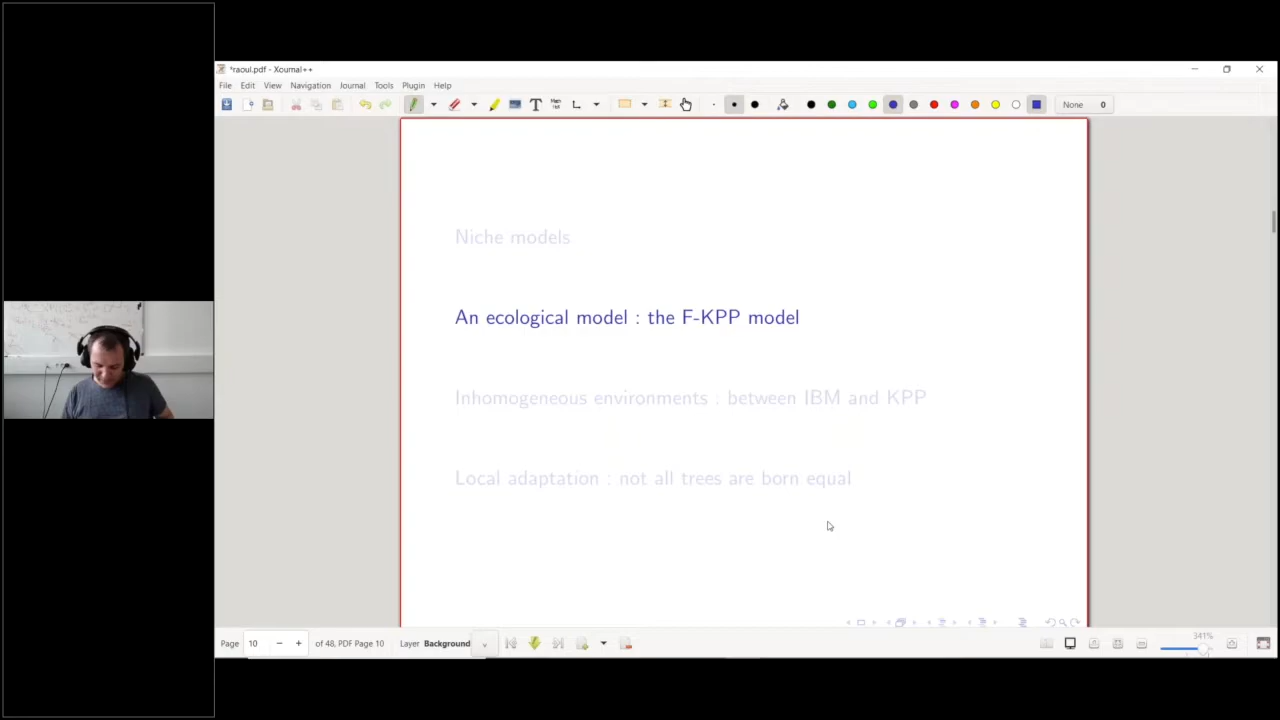 *raoul.pdf - Xournal++
File Edit View Navigation Journal Tools Plugin Help
None 0
Niche models
An ecological model : the F-KPP model
Inhomogeneous environments : between IBM and KPP
Local adaptation : not all trees are born equal
Page 10 of 48, PDF Page 10 Layer Background 341%